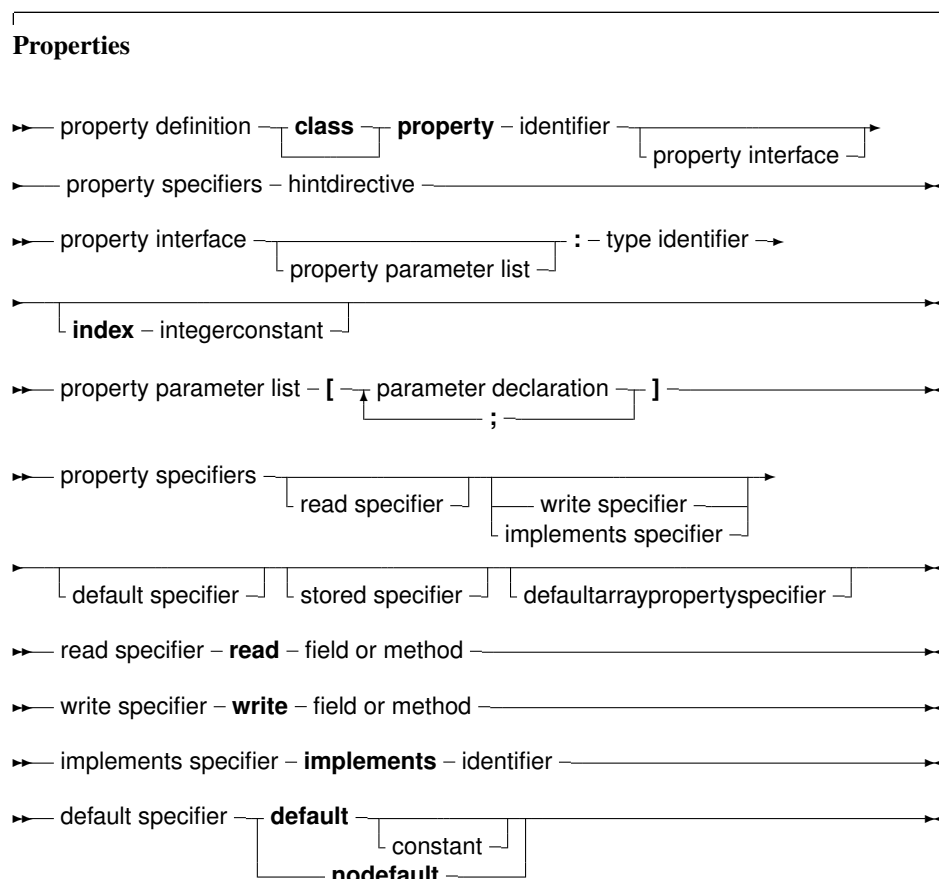 Properties
property definition class property identifier
property interface
property specifiers – hintdirective
property interface : – type identifier
property parameter list
index – integerconstant
property parameter list – [ parameter declaration ]
;
property specifiers
read specifier write specifier
implements specifier
default specifier stored specifier defaultarraypropertyspecifier
read specifier – read – field or method
write specifier – write – field or method
implements specifier – implements – identifier
default specifier default
constant
nodefault